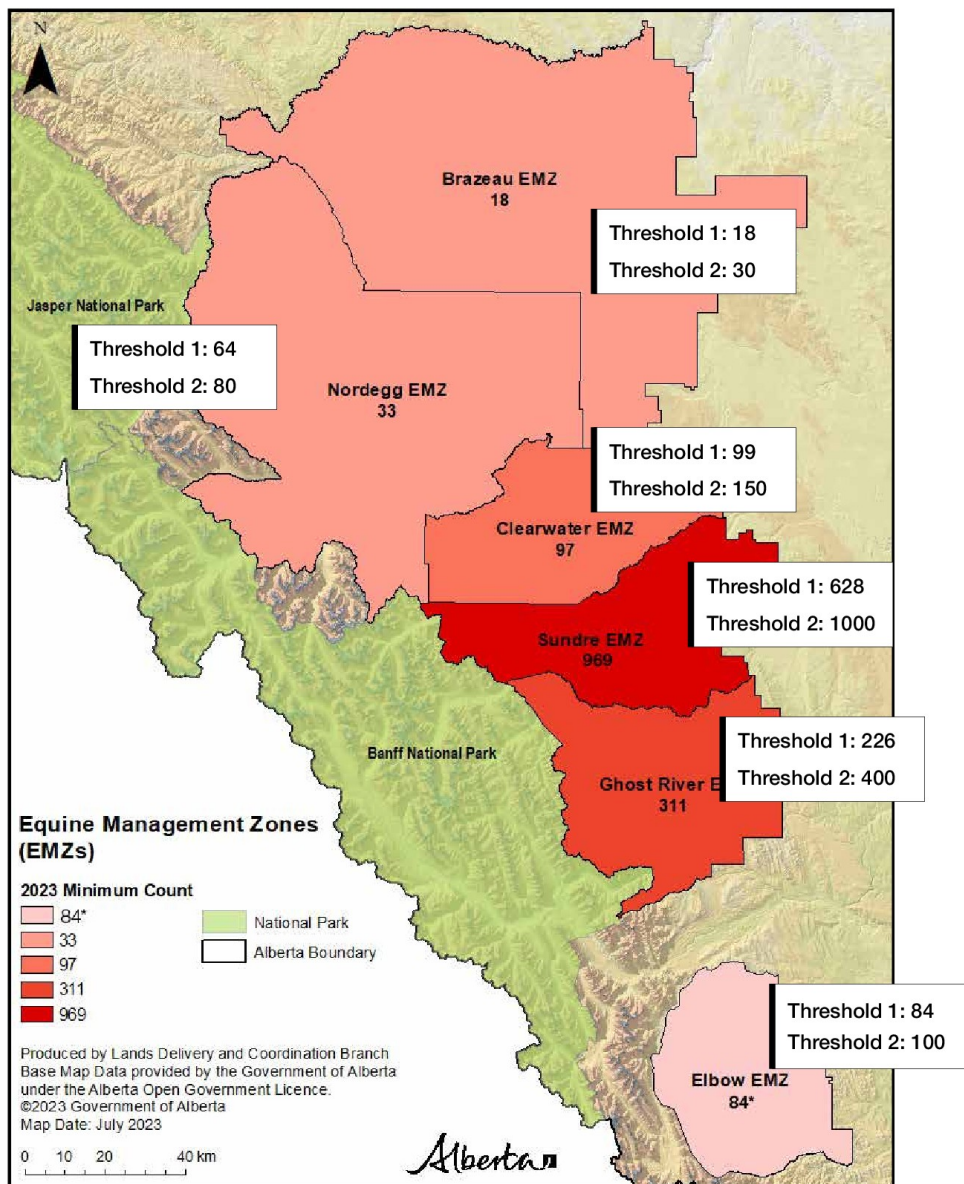 N
Brazeau EMZ
18
Threshold 1: 18
Threshold 2: 30
Jasper National Park
Threshold 1: 64
Threshold 2: 80
Nordegg EMZ
33
Threshold 1: 99
Threshold 2: 150
Clearwater EMZ
97
Threshold 1: 628
Threshold 2: 1000
Sundre EMZ
969
Threshold 1: 226
Threshold 2: 400
Banff National Park
Ghost River E
311
Equine Management Zones
(EMZs)
2023 Minimum Count
84*
33
97
311
969
National Park
Alberta Boundary
Threshold 1: 84
Threshold 2: 100
Elbow EMZ
84*
Produced by Lands Delivery and Coordination Branch
Base Map Data provided by the Government of Alberta
under the Alberta Open Government Licence.
©2023 Government of Alberta
Map Date: July 2023
0 10 20 40 km
Alberta